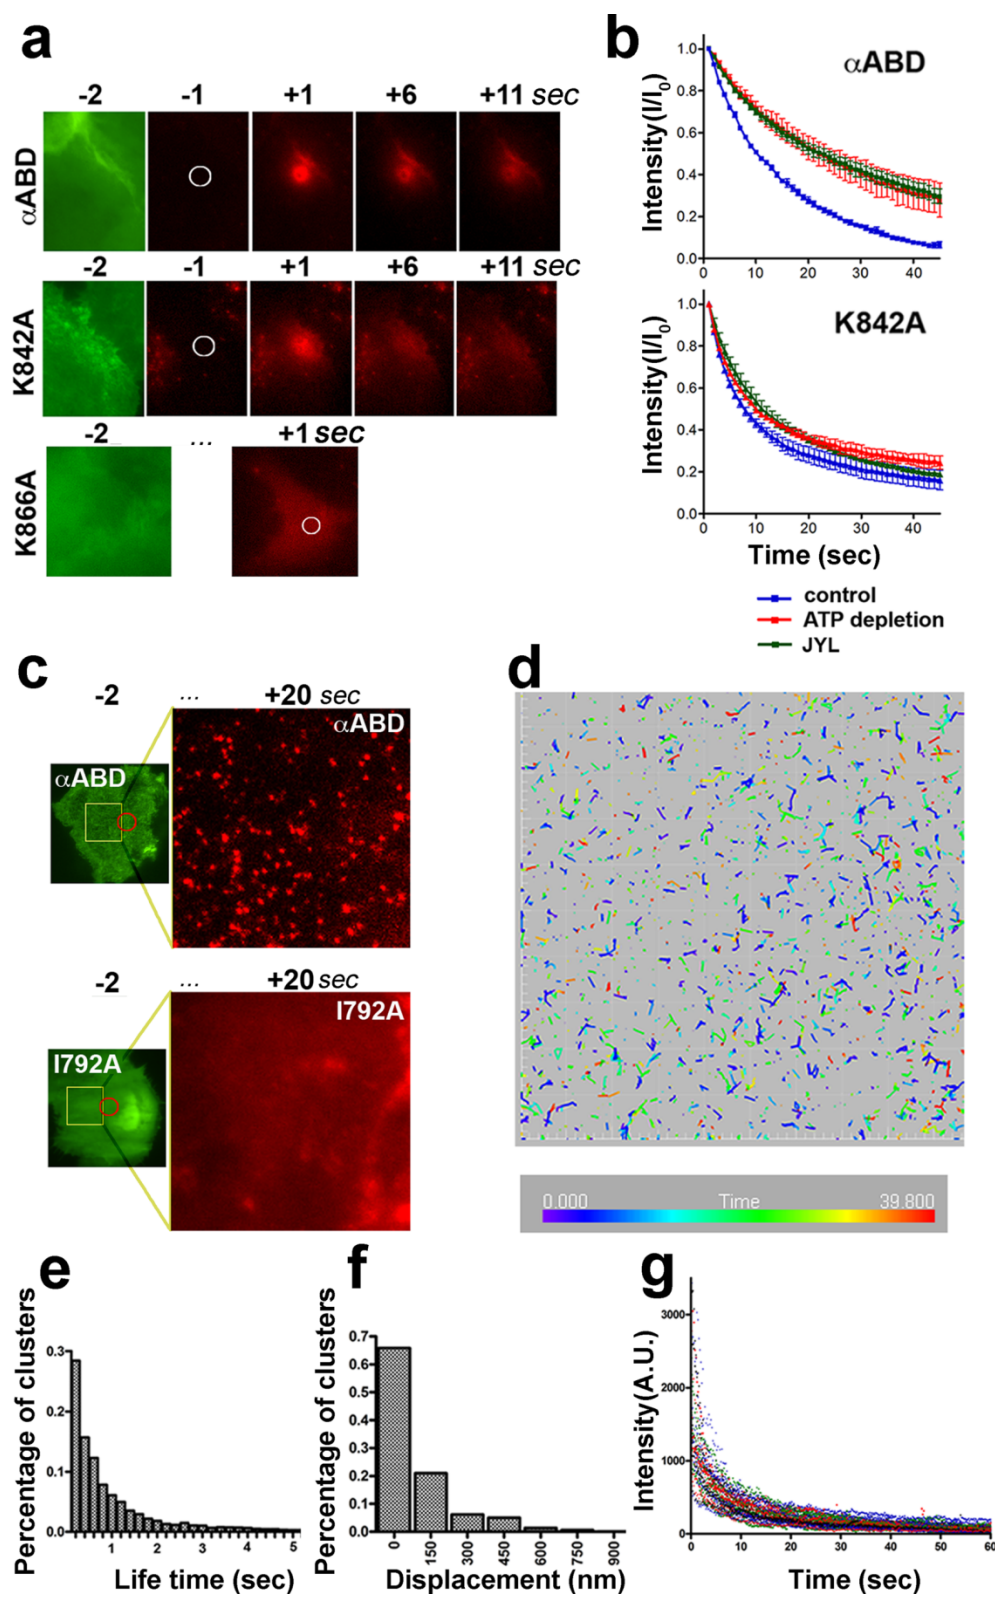 a
-2 -1 +1 +6 +11 sec
αABD
-2 -1 +1 +6 +11 sec
K842A
-2 ... +1 sec
K866A
b
αABD
Intensity(I/I0)
1.0
0.8
0.6
0.4
0.2
0.0
0 10 20 30 40
K842A
Intensity(I/I0)
1.0
0.8
0.6
0.4
0.2
0.0
0 10 20 30 40
Time (sec)
control
ATP depletion
JYL
c
-2 ... +20 sec
αABD
αABD
-2 ... +20 sec
I792A
I792A
d
0.000 Time 39.800
e
Percentage of clusters
0.3
0.2
0.1
0.0
1 2 3 4 5
Life time (sec)
f
Percentage of clusters
0.7
0.6
0.5
0.4
0.3
0.2
0.1
0.0
0 150 300 450 600 750 900
Displacement (nm)
g
Intensity(A.U.)
3000
2000
1000
0
0 10 20 30 40 50 60
Time (sec)